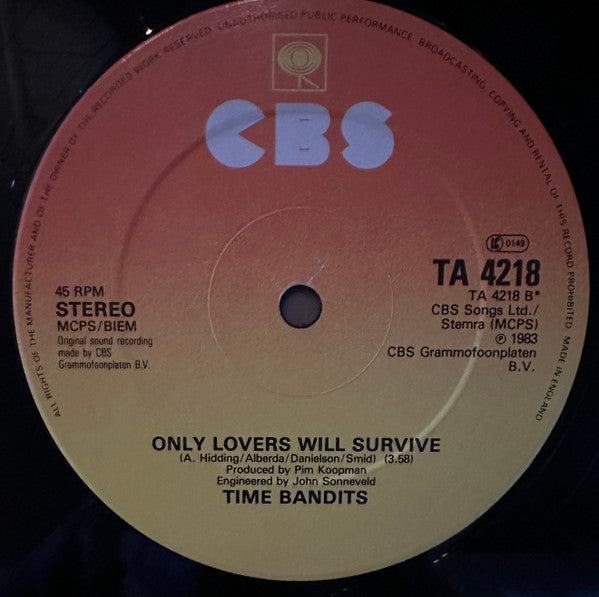 ALL RIGHTS OF THE MANUFACTURER AND OF THE OWNER OF THE RECORDED WORK RESERVED. UNAUTHORISED PUBLIC PERFORMANCE, BROADCASTING, COPYING AND RENTAL OF THIS RECORD PROHIBITED. MADE IN ENGLAND
CBS
LC 0149
TA 4218
TA 4218 B*
CBS Songs Ltd./
Stemra (MCPS)
℗ 1983
CBS Grammofoonplaten
B.V.
45 RPM
STEREO
MCPS/BIEM
Original sound recording
made by CBS
Grammofoonplaten B.V.
ONLY LOVERS WILL SURVIVE
(A. Hidding/Alberda/Danielson/Smid) (3.58)
Produced by Pim Koopman
Engineered by John Sonneveld
TIME BANDITS